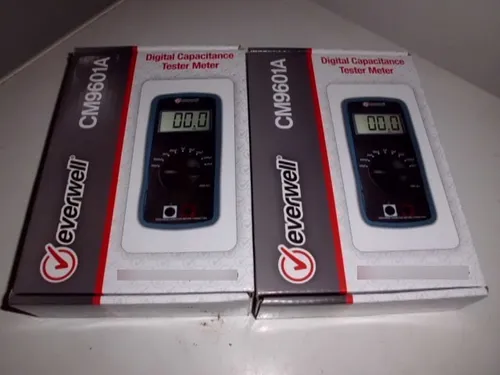 Digital Capacitance
Tester Meter
CM9601A
everwell
00.0
Digital Capacitance
Tester Meter
CM9601A
everwell
00.0